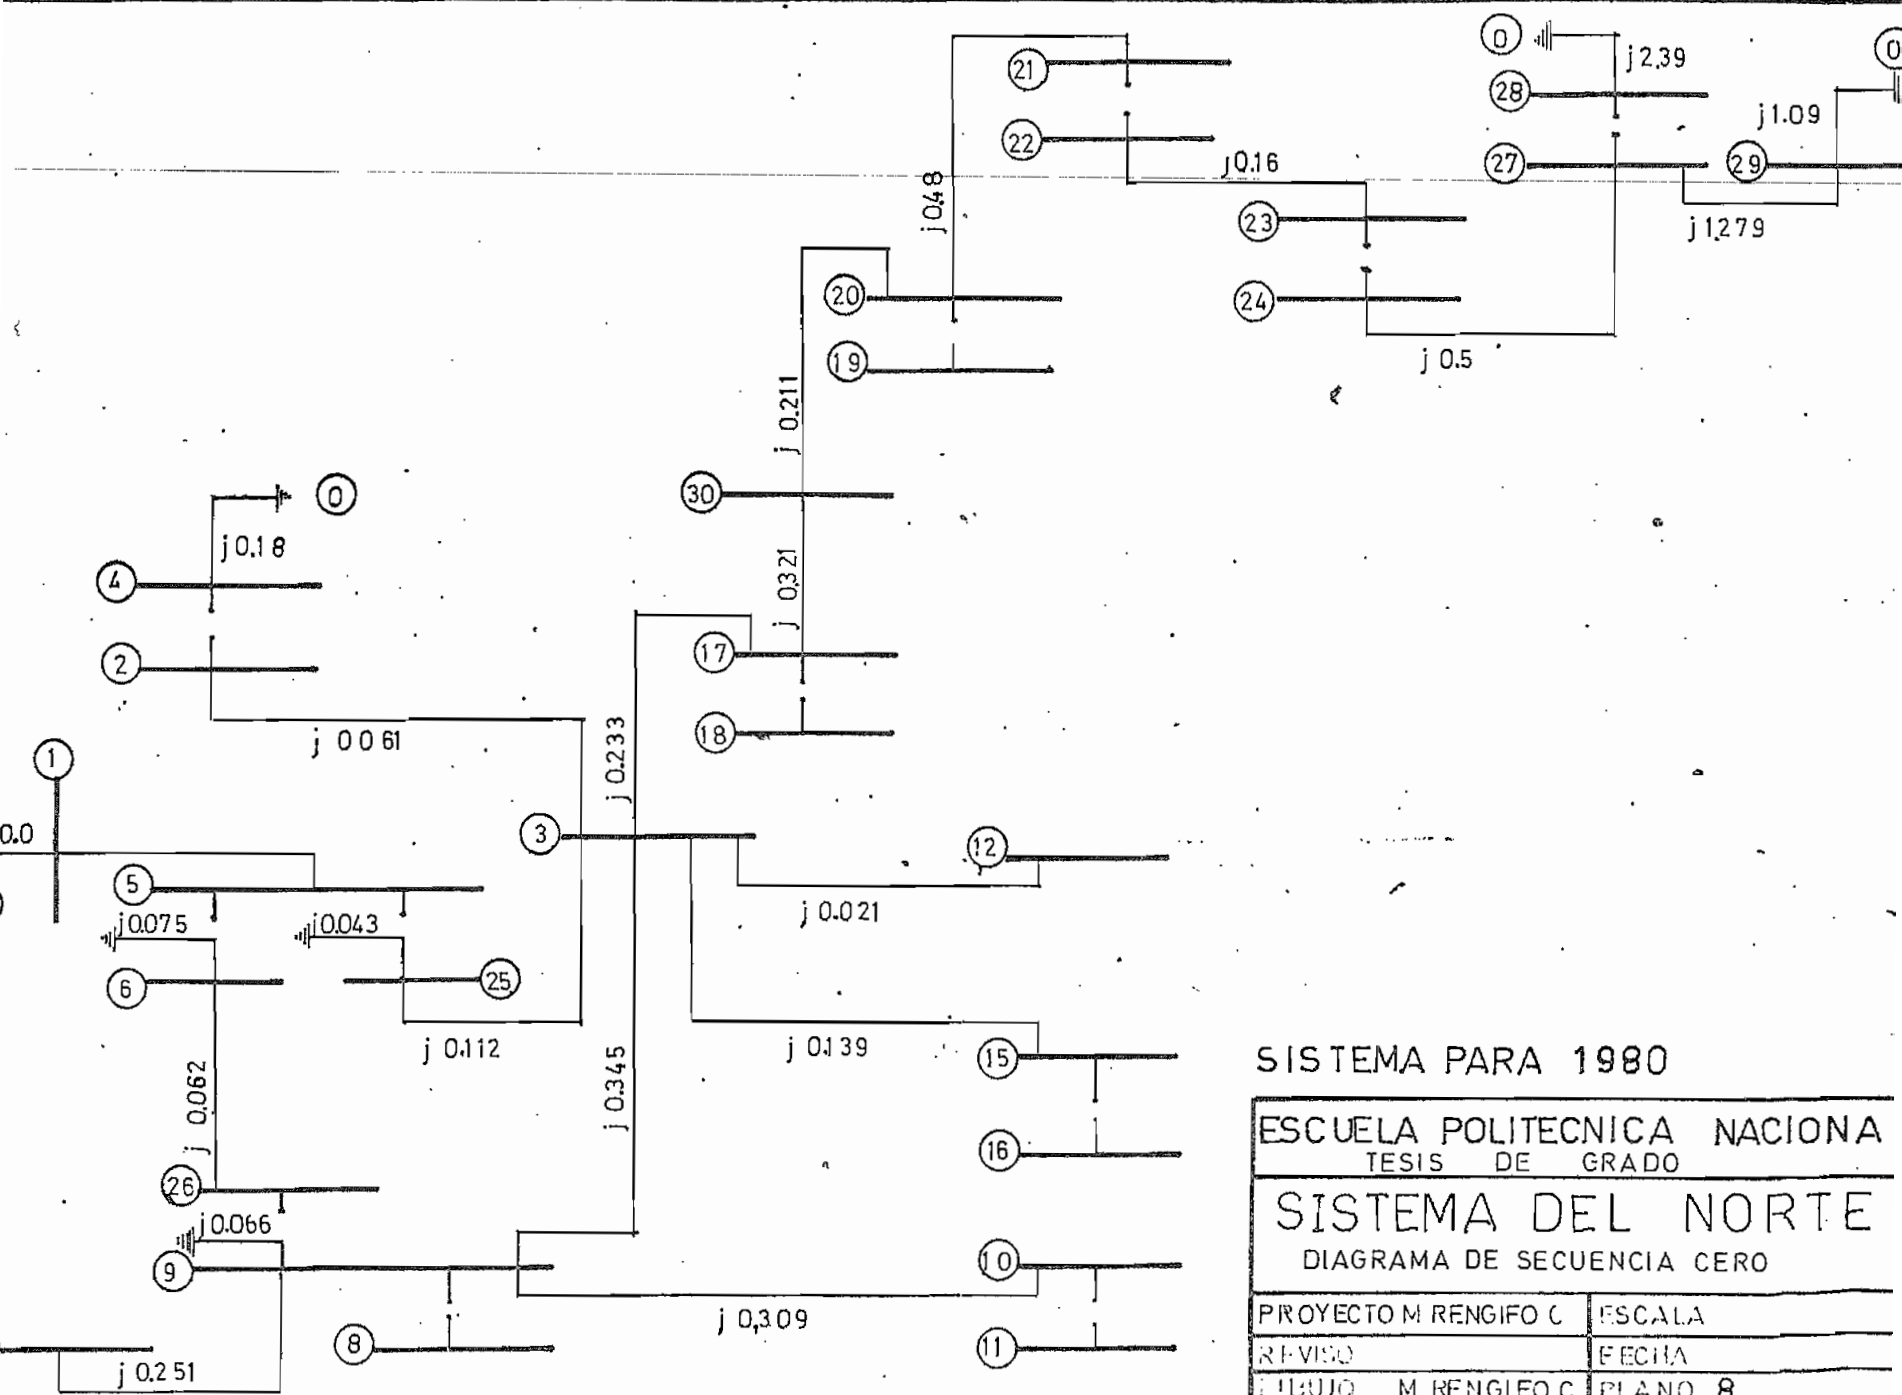 0
j 2.39
0
21
28
j 1.09
22
27
29
j 0.16
j 0.48
23
j 1.279
20
24
19
j 0.5
j 0.211
30
0
j 0.18
4
j 0.321
2
17
18
j 0.061
j 0.233
1
0.0
3
12
5
j 0.021
j 0.075
j 0.043
6
25
j 0.112
j 0.139
15
j 0.062
j 0.345
16
26
j 0.066
9
10
j 0,309
8
11
j 0.251
SISTEMA PARA 1980
ESCUELA POLITECNICA NACIONA
TESIS DE GRADO
SISTEMA DEL NORTE
DIAGRAMA DE SECUENCIA CERO
PROYECTO M RENGIFO C ESCALA
REVISO FECHA
DIBUJO M RENGIFO C PLANO 8